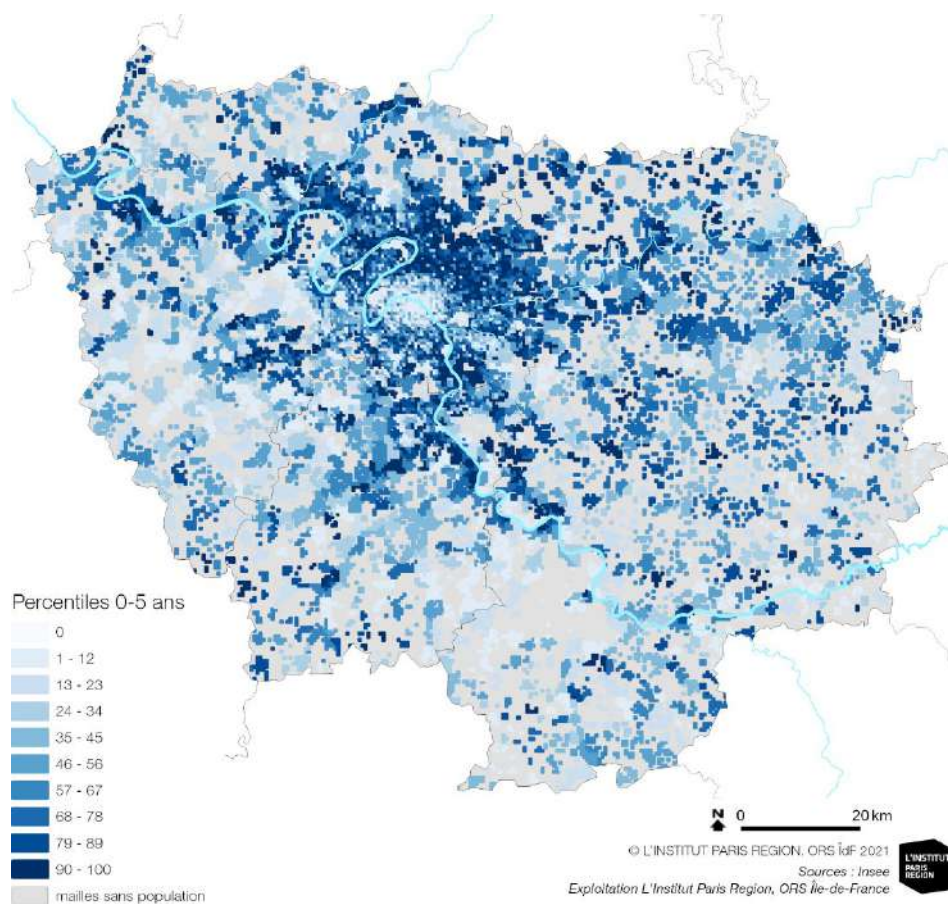 Percentiles 0-5 ans
0
1 - 12
13 - 23
24 - 34
35 - 45
46 - 56
57 - 67
68 - 78
79 - 89
90 - 100
mailles sans population
N 0 20 km
© L'INSTITUT PARIS REGION. ORS ÎdF 2021
Sources : Insee
Exploitation L'Institut Paris Region, ORS Île-de-France
L'INSTITUT
PARIS
REGION